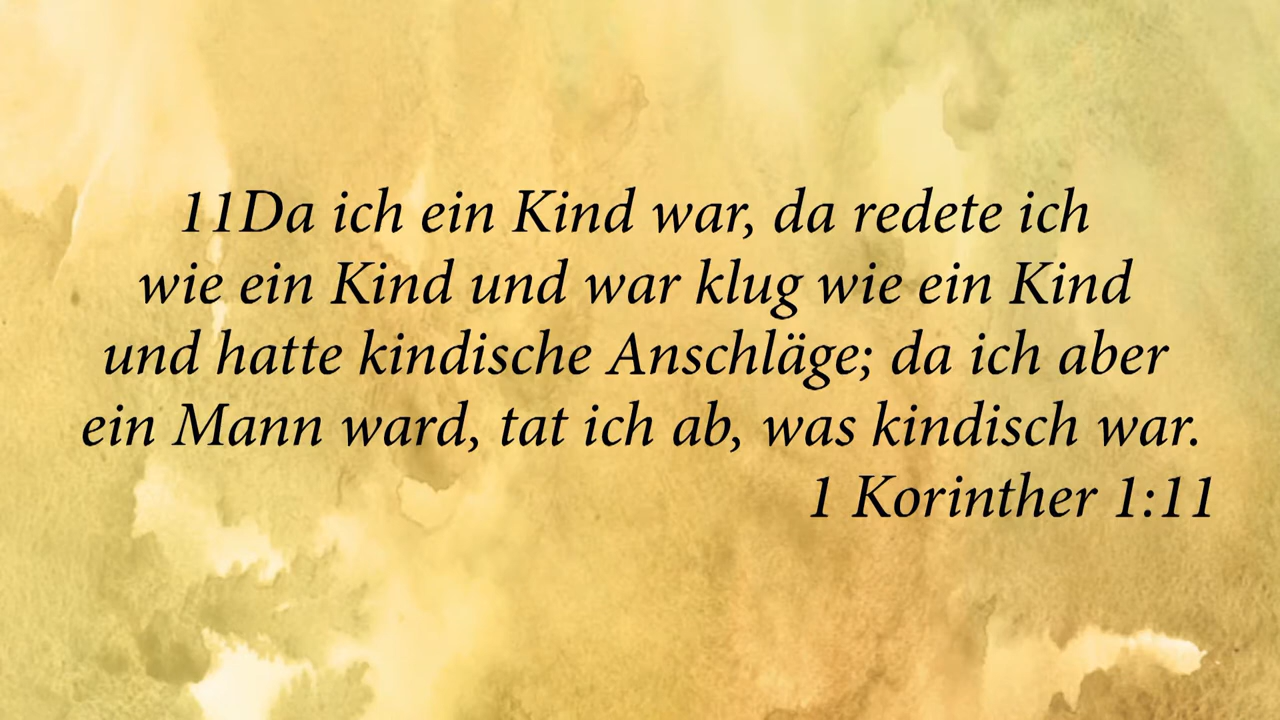 11Da ich ein Kind war, da redete ich
wie ein Kind und war klug wie ein Kind
und hatte kindische Anschläge; da ich aber
ein Mann ward, tat ich ab, was kindisch war.
1 Korinther 1:11